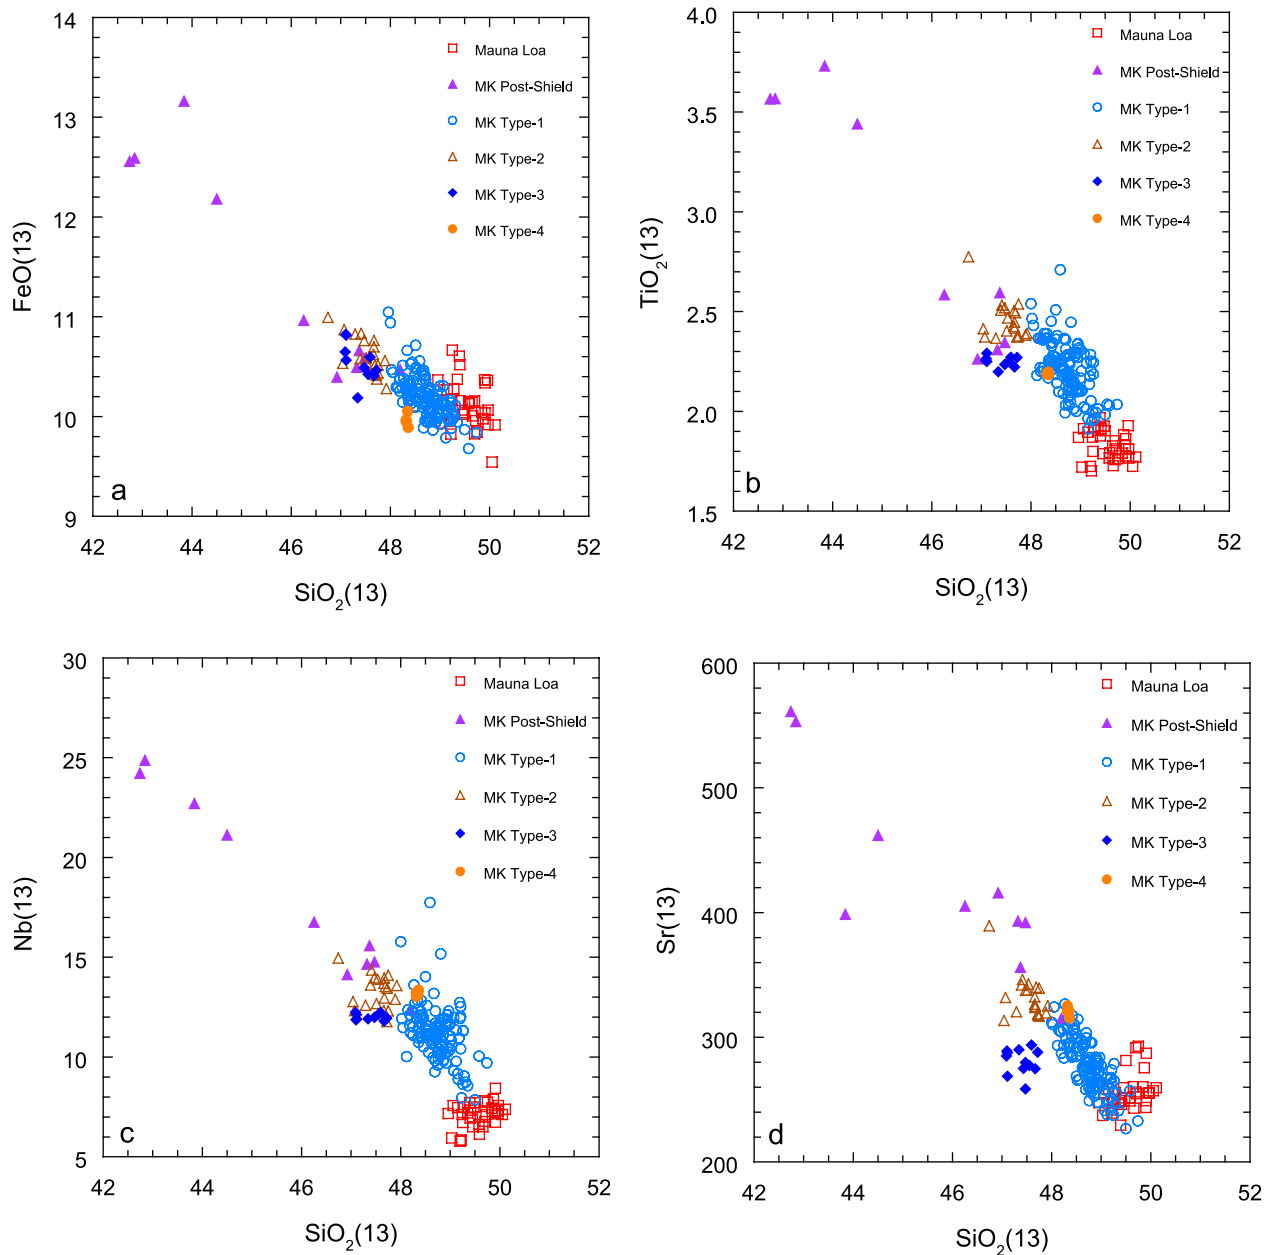 14
13
12
11
10
9
FeO(13)
Mauna Loa
MK Post-Shield
MK Type-1
MK Type-2
MK Type-3
MK Type-4
a
42 44 46 48 50 52
SiO₂(13)
4.0
3.5
3.0
2.5
2.0
1.5
TiO₂(13)
Mauna Loa
MK Post-Shield
MK Type-1
MK Type-2
MK Type-3
MK Type-4
b
42 44 46 48 50 52
SiO₂(13)
30
25
20
15
10
5
Nb(13)
Mauna Loa
MK Post-Shield
MK Type-1
MK Type-2
MK Type-3
MK Type-4
c
42 44 46 48 50 52
SiO₂(13)
600
500
400
300
200
Sr(13)
Mauna Loa
MK Post-Shield
MK Type-1
MK Type-2
MK Type-3
MK Type-4
d
42 44 46 48 50 52
SiO₂(13)